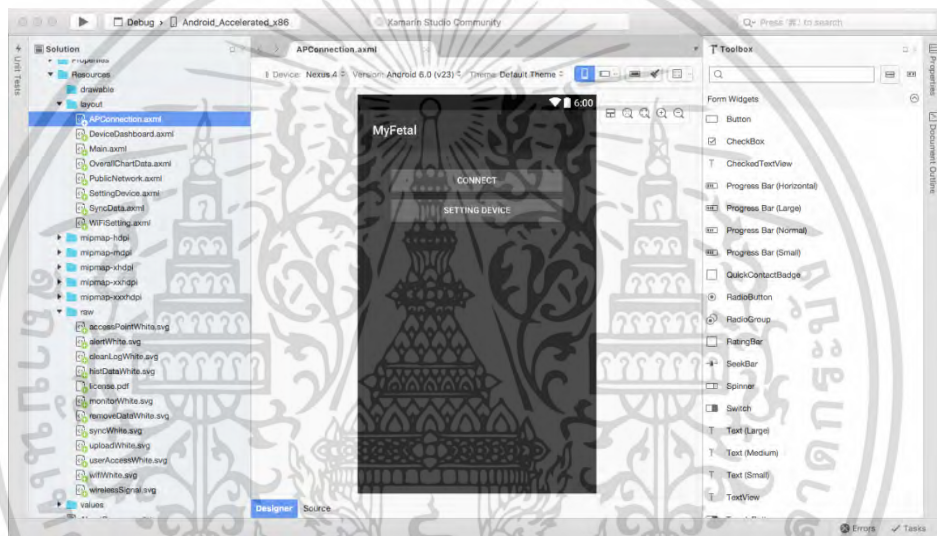 Debug > Android_Accelerated_x86
Xamarin Studio Community
Press '⌘.' to search
Unit Tests
Solution
Properties
Resources
drawable
layout
APConnection.axml
DeviceDashboard.axml
Main.axml
OverallChartData.axml
PublicNetwork.axml
SettingDevice.axml
SyncData.axml
WiFiSetting.axml
mipmap-hdpi
mipmap-mdpi
mipmap-xhdpi
mipmap-xxhdpi
mipmap-xxxhdpi
raw
accessPointWhite.svg
alertWhite.svg
cleanLogWhite.svg
histDataWhite.svg
license.pdf
monitorWhite.svg
removeDataWhite.svg
syncWhite.svg
uploadWhite.svg
userAccessWhite.svg
wifiWhite.svg
wirelessSignal.svg
values
APConnection.axml
Device: Nexus 4 Version: Android 6.0 (v23) Theme: Default Theme
6:00
MyFetal
CONNECT
SETTING DEVICE
Designer Source
Toolbox
Form Widgets
Button
CheckBox
CheckedTextView
Progress Bar (Horizontal)
Progress Bar (Large)
Progress Bar (Normal)
Progress Bar (Small)
QuickContactBadge
RadioButton
RadioGroup
RatingBar
SeekBar
Spinner
Switch
Text (Large)
Text (Medium)
Text (Small)
TextView
Properties
Document Outline
Errors Tasks